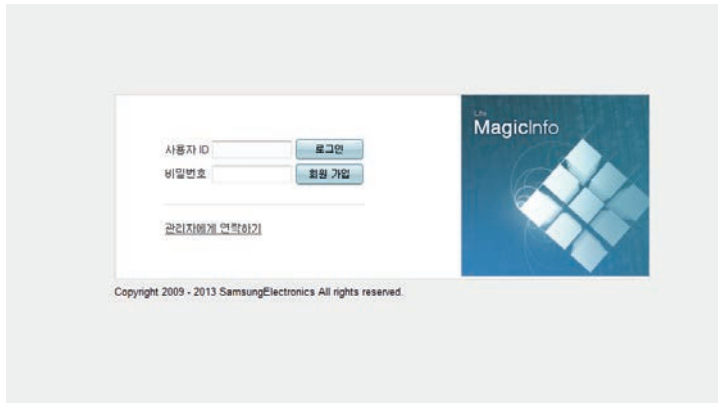 Lite
MagicInfo
사용자 ID
로그인
비밀번호
회원 가입
관리자에게 연락하기
Copyright 2009 - 2013 SamsungElectronics All rights reserved.